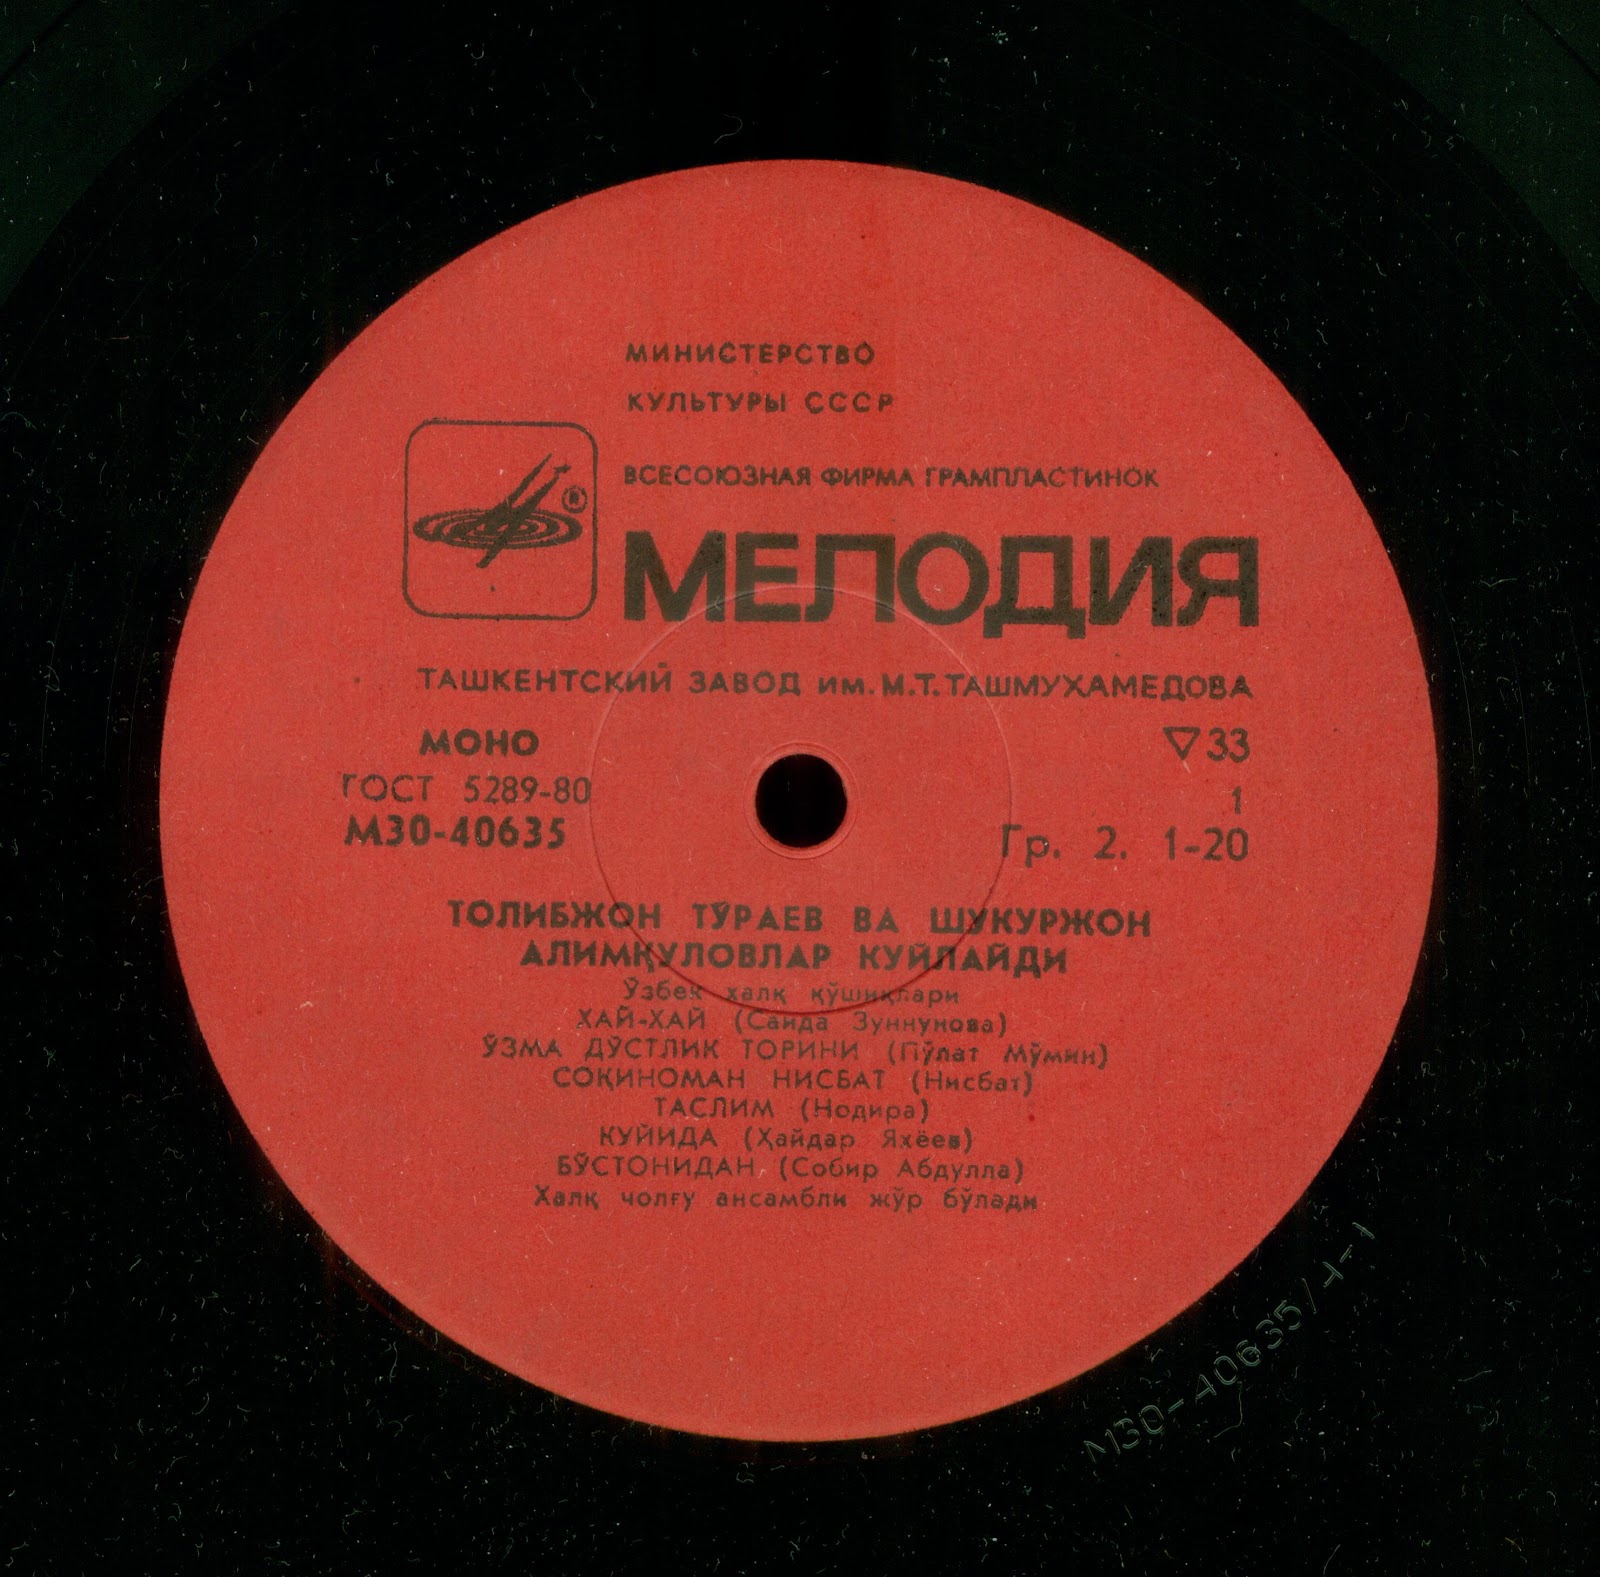 МИНИСТЕРСТВО
КУЛЬТУРЫ СССР
ВСЕСОЮЗНАЯ ФИРМА ГРАМПЛАСТИНОК
®
МЕЛОДИЯ
ТАШКЕНТСКИЙ ЗАВОД ИМ. М.Т. ТАШМУХАМЕДОВА
МОНО
▽33
ГОСТ 5289-80
1
М30-40635
Гр. 2. 1-20
ТОЛИБЖОН ТЎРАЕВ ВА ШУКУРЖОН
АЛИМҚУЛОВЛАР КУЙЛАЙДИ
Ўзбек халқ қўшиқлари
ХАЙ-ХАЙ (Саида Зуннунова)
ЎЗМА ДЎСТЛИК ТОРИНИ (Пўлат Мўмин)
СОҚИНОМАН НИСБАТ (Нисбат)
ТАСЛИМ (Нодира)
КУЙИДА (Ҳайдар Яхёев)
БЎСТОНИДАН (Собир Абдулла)
Халқ чолғу ансамбли жўр бўлади
М30-40635/4-1